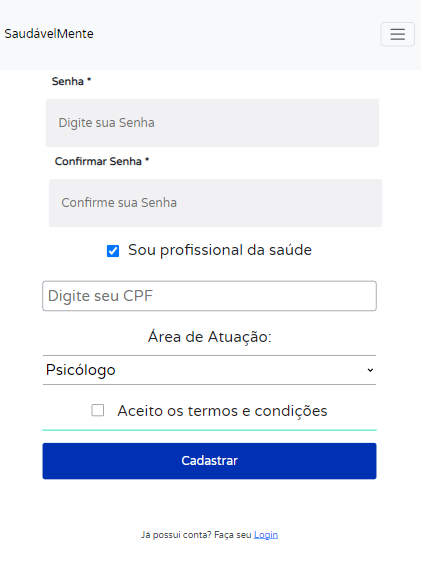 SaudávelMente
Senha *
Digite sua Senha
Confirmar Senha *
Confirme sua Senha
Sou profissional da saúde
Digite seu CPF
Área de Atuação:
Psicólogo
Aceito os termos e condições
Cadastrar
Já possui conta? Faça seu Login